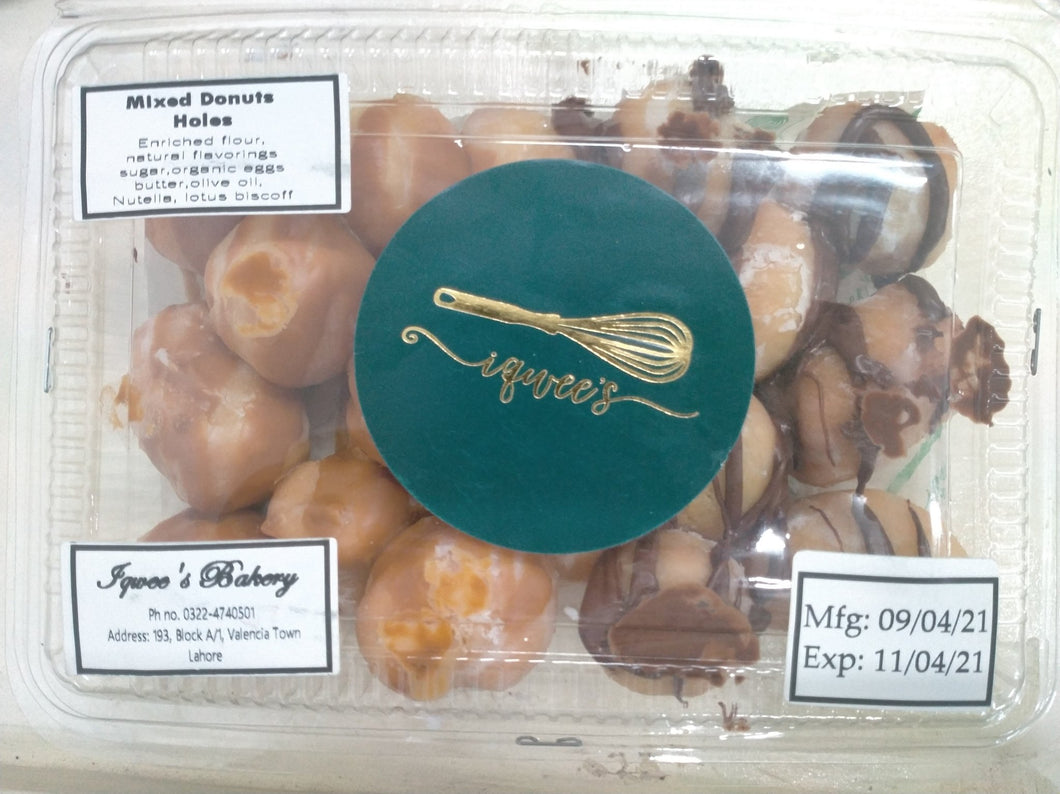 Mixed Donuts
Holes
Enriched flour,
natural flavorings
sugar,organic eggs
butter,olive oil,
Nutella, lotus biscoff
iqwee's
Iqwee's Bakery
Ph no. 0322-4740501
Address: 193, Block A/1, Valencia Town
Lahore
Mfg: 09/04/21
Exp: 11/04/21